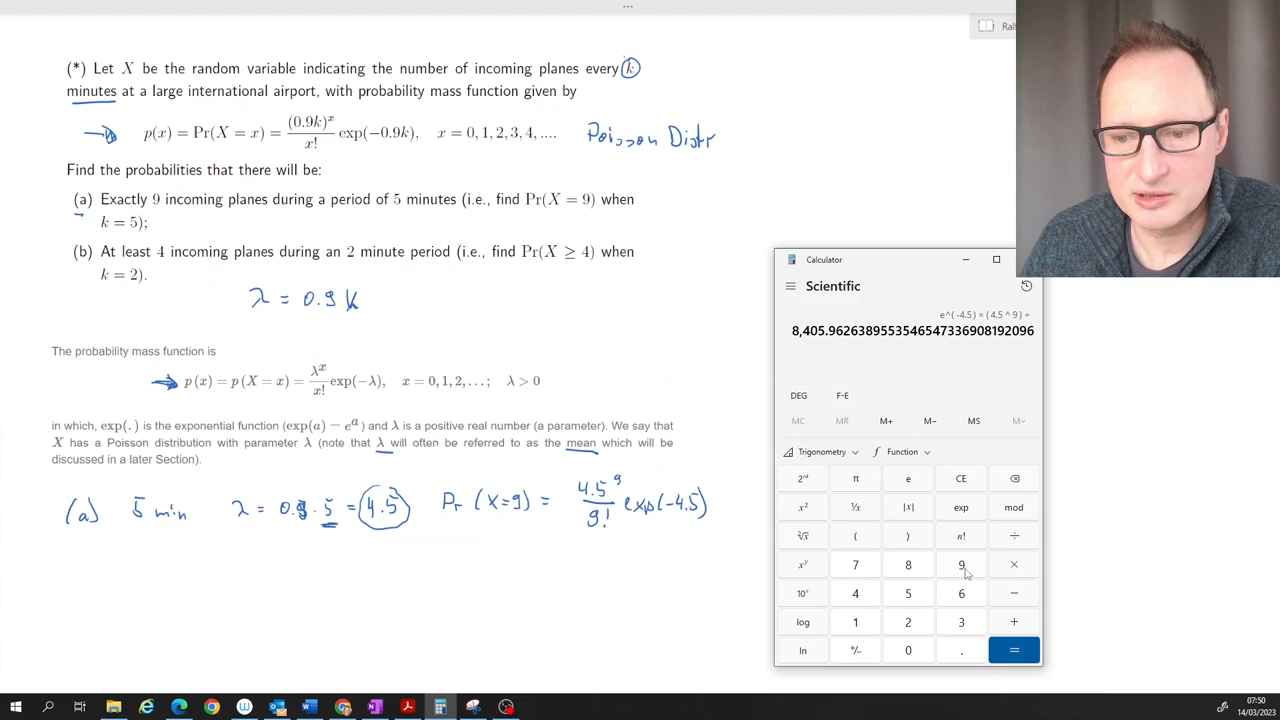 Ral
(*) Let X be the random variable indicating the number of incoming planes every k
minutes at a large international airport, with probability mass function given by
p(x) = Pr(X = x) = (0.9k)^x / x! exp(−0.9k), x = 0, 1, 2, 3, 4, ....
Poisson Distr
Find the probabilities that there will be:
(a) Exactly 9 incoming planes during a period of 5 minutes (i.e., find Pr(X = 9) when
k = 5);
(b) At least 4 incoming planes during an 2 minute period (i.e., find Pr(X ≥ 4) when
k = 2).
λ = 0.9 k
The probability mass function is
p(x) = p(X = x) = λ^x / x! exp(−λ), x = 0, 1, 2, . . . ; λ > 0
in which, exp(.) is the exponential function (exp(a) − e^a) and λ is a positive real number (a parameter). We say that
X has a Poisson distribution with parameter λ (note that λ will often be referred to as the mean which will be
discussed in a later Section).
(a) 5 min λ = 0.9 · 5 = 4.5 Pr (X=9) = 4.5^9 / 9! exp(-4.5)
Calculator
Scientific
e^( -4.5) × (4.5 ^ 9) ÷
8,405.9626389553546547336908192096
DEG F-E
MC MR M+ M− MS M˅
Trigonometry Function
2ⁿᵈ π e CE
x² ¹/x |x| exp mod
²√x ( ) n! ÷
xʸ 7 8 9 ×
10ˣ 4 5 6 −
log 1 2 3 +
ln +/− 0 . =
07:50
14/03/2023